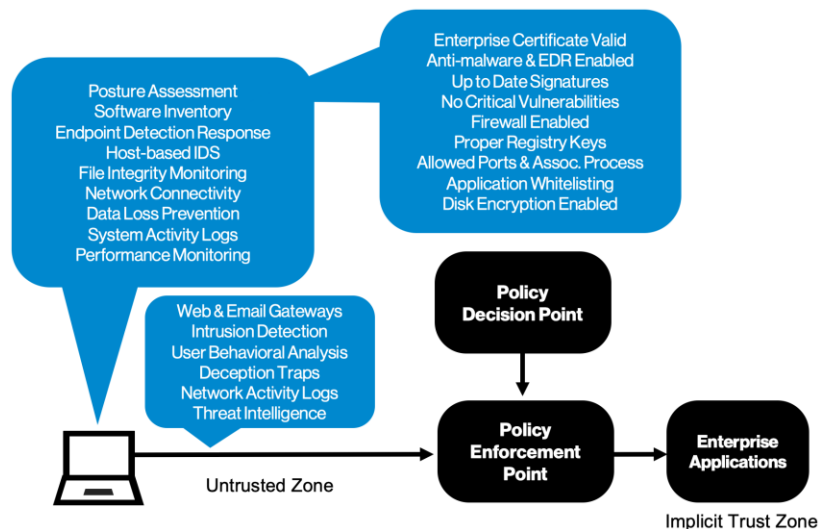 Posture Assessment
Software Inventory
Endpoint Detection Response
Host-based IDS
File Integrity Monitoring
Network Connectivity
Data Loss Prevention
System Activity Logs
Performance Monitoring
Enterprise Certificate Valid
Anti-malware & EDR Enabled
Up to Date Signatures
No Critical Vulnerabilities
Firewall Enabled
Proper Registry Keys
Allowed Ports & Assoc. Process
Application Whitelisting
Disk Encryption Enabled
Web & Email Gateways
Intrusion Detection
User Behavioral Analysis
Deception Traps
Network Activity Logs
Threat Intelligence
Policy
Decision Point
Policy
Enforcement
Point
Enterprise
Applications
Untrusted Zone
Implicit Trust Zone